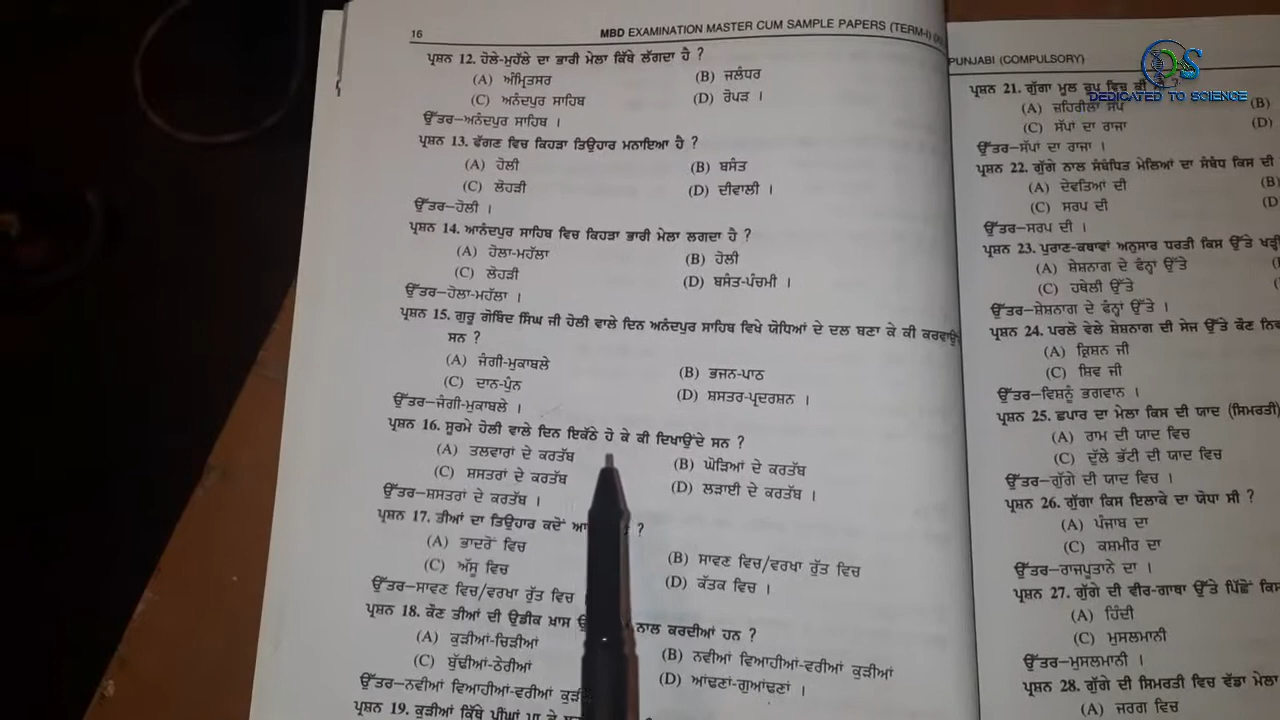 16
MBD EXAMINATION MASTER CUM SAMPLE PAPERS (TERM-I)
ਪ੍ਰਸ਼ਨ 12. ਹੋਲੇ-ਮੁਹੱਲੇ ਦਾ ਭਾਰੀ ਮੇਲਾ ਕਿੱਥੇ ਲੱਗਦਾ ਹੈ ?
(A) ਅੰਮ੍ਰਿਤਸਰ (B) ਜਲੰਧਰ
(C) ਅਨੰਦਪੁਰ ਸਾਹਿਬ (D) ਰੋਪੜ ।
ਉੱਤਰ—ਅਨੰਦਪੁਰ ਸਾਹਿਬ ।
ਪ੍ਰਸ਼ਨ 13. ਫੱਗਣ ਵਿਚ ਕਿਹੜਾ ਤਿਉਹਾਰ ਮਨਾਇਆ ਹੈ ?
(A) ਹੋਲੀ (B) ਬਸੰਤ
(C) ਲੋਹੜੀ (D) ਦੀਵਾਲੀ ।
ਉੱਤਰ—ਹੋਲੀ ।
ਪ੍ਰਸ਼ਨ 14. ਆਨੰਦਪੁਰ ਸਾਹਿਬ ਵਿਚ ਕਿਹੜਾ ਭਾਰੀ ਮੇਲਾ ਲਗਦਾ ਹੈ ?
(A) ਹੋਲਾ-ਮਹੱਲਾ (B) ਹੋਲੀ
(C) ਲੋਹੜੀ (D) ਬਸੰਤ-ਪੰਚਮੀ ।
ਉੱਤਰ—ਹੋਲਾ-ਮਹੱਲਾ ।
ਪ੍ਰਸ਼ਨ 15. ਗੁਰੂ ਗੋਬਿੰਦ ਸਿੰਘ ਜੀ ਹੋਲੀ ਵਾਲੇ ਦਿਨ ਅਨੰਦਪੁਰ ਸਾਹਿਬ ਵਿਖੇ ਯੋਧਿਆਂ ਦੇ ਦਲ ਬਣਾ ਕੇ ਕੀ
ਸਨ ?
(A) ਜੰਗੀ-ਮੁਕਾਬਲੇ (B) ਭਜਨ-ਪਾਠ
(C) ਦਾਨ-ਪੁੰਨ (D) ਸ਼ਸਤਰ-ਪ੍ਰਦਰਸ਼ਨ ।
ਉੱਤਰ—ਜੰਗੀ-ਮੁਕਾਬਲੇ ।
ਪ੍ਰਸ਼ਨ 16. ਸੂਰਮੇ ਹੋਲੀ ਵਾਲੇ ਦਿਨ ਇਕੱਠੇ ਹੋ ਕੇ ਕੀ ਦਿਖਾਉਂਦੇ ਸਨ ?
(A) ਤਲਵਾਰਾਂ ਦੇ ਕਰਤੱਬ (B) ਘੋੜਿਆਂ ਦੇ ਕਰਤੱਬ
(C) ਸ਼ਸਤਰਾਂ ਦੇ ਕਰਤੱਬ (D) ਲੜਾਈ ਦੇ ਕਰਤੱਬ ।
ਉੱਤਰ—ਸ਼ਸਤਰਾਂ ਦੇ ਕਰਤੱਬ ।
ਪ੍ਰਸ਼ਨ 17. ਤੀਆਂ ਦਾ ਤਿਉਹਾਰ ਕਦੋਂ ?
(A) ਭਾਦਰੋਂ ਵਿਚ (B) ਸਾਵਣ ਵਿਚ/ਵਰਖਾ ਰੁੱਤ ਵਿਚ
(C) ਅੱਸੂ ਵਿਚ (D) ਕੱਤਕ ਵਿਚ ।
ਉੱਤਰ—ਸਾਵਣ ਵਿਚ/ਵਰਖਾ ਰੁੱਤ ਵਿਚ ।
ਪ੍ਰਸ਼ਨ 18. ਕੌਣ ਤੀਆਂ ਦੀ ਉਡੀਕ ਖ਼ਾਸ ਨਾਲ ਕਰਦੀਆਂ ਹਨ ?
(A) ਕੁੜੀਆਂ-ਚਿੜੀਆਂ (B) ਨਵੀਆਂ ਵਿਆਹੀਆਂ-ਵਰੀਆਂ ਕੁੜੀਆਂ
(C) ਬੁੱਢੀਆਂ-ਠੇਰੀਆਂ (D) ਆਂਢਣਾਂ-ਗੁਆਂਢਣਾਂ ।
ਉੱਤਰ—ਨਵੀਆਂ ਵਿਆਹੀਆਂ-ਵਰੀਆਂ
ਪ੍ਰਸ਼ਨ 19. ਕੁੜੀਆਂ ਕਿੱਥੇ ਪੀਂਘਾਂ ਪਾ ਕੇ
PUNJABI (COMPULSORY)
DS
DEDICATED TO SCIENCE
ਪ੍ਰਸ਼ਨ 21. ਗੁੱਗਾ ਮੂਲ ਰੂਪ ਵਿਚ ਕੀ ?
(A) ਜ਼ਹਿਰੀਲਾ ਸੱਪ (B)
(C) ਸੱਪਾਂ ਦਾ ਰਾਜਾ (D)
ਉੱਤਰ—ਸੱਪਾਂ ਦਾ ਰਾਜਾ ।
ਪ੍ਰਸ਼ਨ 22. ਗੁੱਗੇ ਨਾਲ ਸੰਬੰਧਿਤ ਮੇਲਿਆਂ ਦਾ ਸੰਬੰਧ ਕਿਸ ਦੀ
(A) ਦੇਵਤਿਆਂ ਦੀ (B)
(C) ਸਰਪ ਦੀ (D
ਉੱਤਰ—ਸਰਪ ਦੀ ।
ਪ੍ਰਸ਼ਨ 23. ਪੁਰਾਣ-ਕਥਾਵਾਂ ਅਨੁਸਾਰ ਧਰਤੀ ਕਿਸ ਉੱਤੇ
(A) ਸ਼ੇਸ਼ਨਾਗ ਦੇ ਫੰਨ੍ਹਾਂ ਉੱਤੇ
(C) ਹਥੇਲੀ ਉੱਤੇ
ਉੱਤਰ—ਸ਼ੇਸ਼ਨਾਗ ਦੇ ਫੰਨ੍ਹਾਂ ਉੱਤੇ ।
ਪ੍ਰਸ਼ਨ 24. ਪਰਲੋ ਵੇਲੇ ਸ਼ੇਸ਼ਨਾਗ ਦੀ ਸੇਜ ਉੱਤੇ ਕੌਣ
(A) ਕ੍ਰਿਸ਼ਨ ਜੀ
(C) ਸ਼ਿਵ ਜੀ
ਉੱਤਰ—ਵਿਸ਼ਨੂੰ ਭਗਵਾਨ ।
ਪ੍ਰਸ਼ਨ 25. ਛਪਾਰ ਦਾ ਮੇਲਾ ਕਿਸ ਦੀ ਯਾਦ (ਸਿਮਰਤੀ)
(A) ਰਾਮ ਦੀ ਯਾਦ ਵਿਚ
(C) ਦੁੱਲੇ ਭੱਟੀ ਦੀ ਯਾਦ ਵਿਚ
ਉੱਤਰ—ਗੁੱਗੇ ਦੀ ਯਾਦ ਵਿਚ ।
ਪ੍ਰਸ਼ਨ 26. ਗੁੱਗਾ ਕਿਸ ਇਲਾਕੇ ਦਾ ਯੋਧਾ ਸੀ ?
(A) ਪੰਜਾਬ ਦਾ
(C) ਕਸ਼ਮੀਰ ਦਾ
ਉੱਤਰ—ਰਾਜਪੂਤਾਨੇ ਦਾ ।
ਪ੍ਰਸ਼ਨ 27. ਗੁੱਗੇ ਦੀ ਵੀਰ-ਗਾਥਾ ਉੱਤੇ ਪਿੱਛੋਂ
(A) ਹਿੰਦੀ
(C) ਮੁਸਲਮਾਨੀ
ਉੱਤਰ—ਮੁਸਲਮਾਨੀ ।
ਪ੍ਰਸ਼ਨ 28. ਗੁੱਗੇ ਦੀ ਸਿਮਰਤੀ ਵਿਚ ਵੱਡਾ ਮੇਲਾ
(A) ਜਰਗ ਵਿਚ